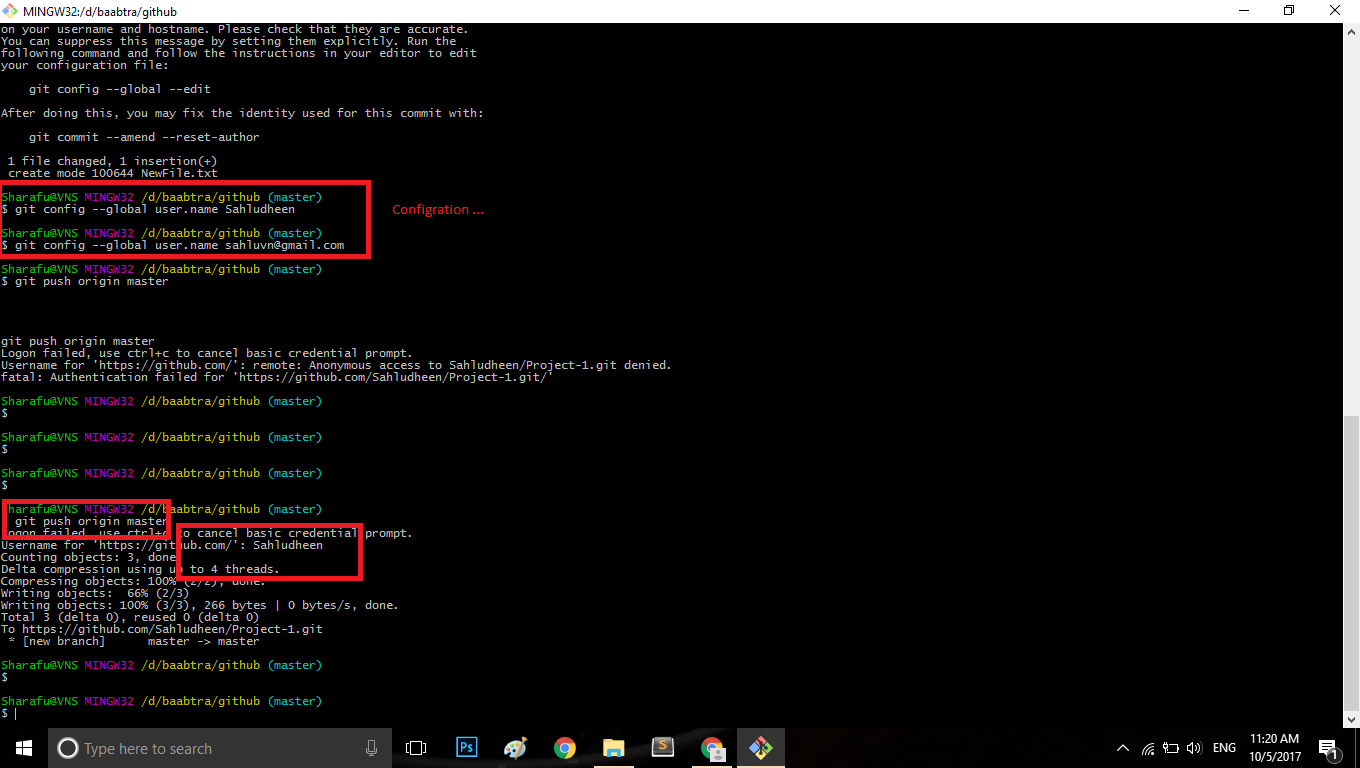 MINGW32:/d/baabtra/github
on your username and hostname. Please check that they are accurate.
You can suppress this message by setting them explicitly. Run the
following command and follow the instructions in your editor to edit
your configuration file:
git config --global --edit
After doing this, you may fix the identity used for this commit with:
git commit --amend --reset-author
1 file changed, 1 insertion(+)
create mode 100644 NewFile.txt
Sharafu@VNS MINGW32 /d/baabtra/github (master)
$ git config --global user.name Sahludheen
Configration ...
Sharafu@VNS MINGW32 /d/baabtra/github (master)
$ git config --global user.name sahluvn@gmail.com
Sharafu@VNS MINGW32 /d/baabtra/github (master)
$ git push origin master
git push origin master
Logon failed, use ctrl+c to cancel basic credential prompt.
Username for 'https://github.com/': remote: Anonymous access to Sahludheen/Project-1.git denied.
fatal: Authentication failed for 'https://github.com/Sahludheen/Project-1.git/'
Sharafu@VNS MINGW32 /d/baabtra/github (master)
$
Sharafu@VNS MINGW32 /d/baabtra/github (master)
$
Sharafu@VNS MINGW32 /d/baabtra/github (master)
$
Sharafu@VNS MINGW32 /d/baabtra/github (master)
git push origin master
Logon failed, use ctrl+c to cancel basic credential prompt.
Username for 'https://github.com/': Sahludheen
Counting objects: 3, done
Delta compression using up to 4 threads.
Compressing objects: 100% (2/2), done.
Writing objects:  66% (2/3)
Writing objects: 100% (3/3), 266 bytes | 0 bytes/s, done.
Total 3 (delta 0), reused 0 (delta 0)
To https://github.com/Sahludheen/Project-1.git
* [new branch]      master -> master
Sharafu@VNS MINGW32 /d/baabtra/github (master)
$
Sharafu@VNS MINGW32 /d/baabtra/github (master)
$
Type here to search
Ps
S
ENG
11:20 AM
10/5/2017
1